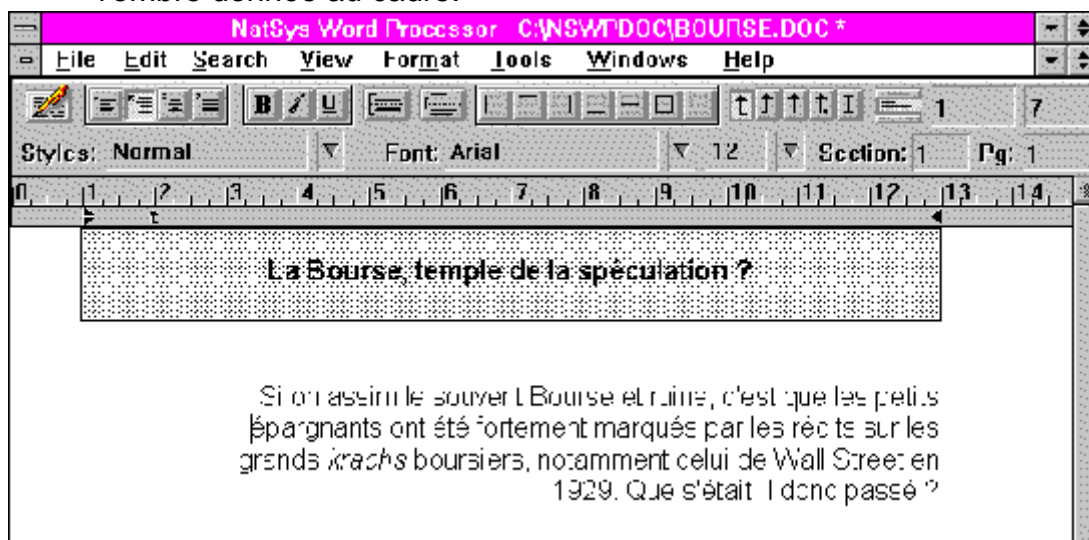 l'ombre donnée au cadre.
NatSys Word Processor C:\NSWPDOC\BOURSE.DOC *
File Edit Search View Format Tools Windows Help
B I U t I 1 7
Styles: Normal Font: Arial 12 Section: 1 Pg: 1
0 1 2 3 4 5 6 7 8 9 10 11 12 13 14
La Bourse, temple de la spéculation ?
Si on assimile souvent Bourse et ruine, c'est que les petits
épargnants ont été fortement marqués par les récits sur les
grands krachs boursiers, notamment celui de Wall Street en
1929. Que s'était il donc passé ?